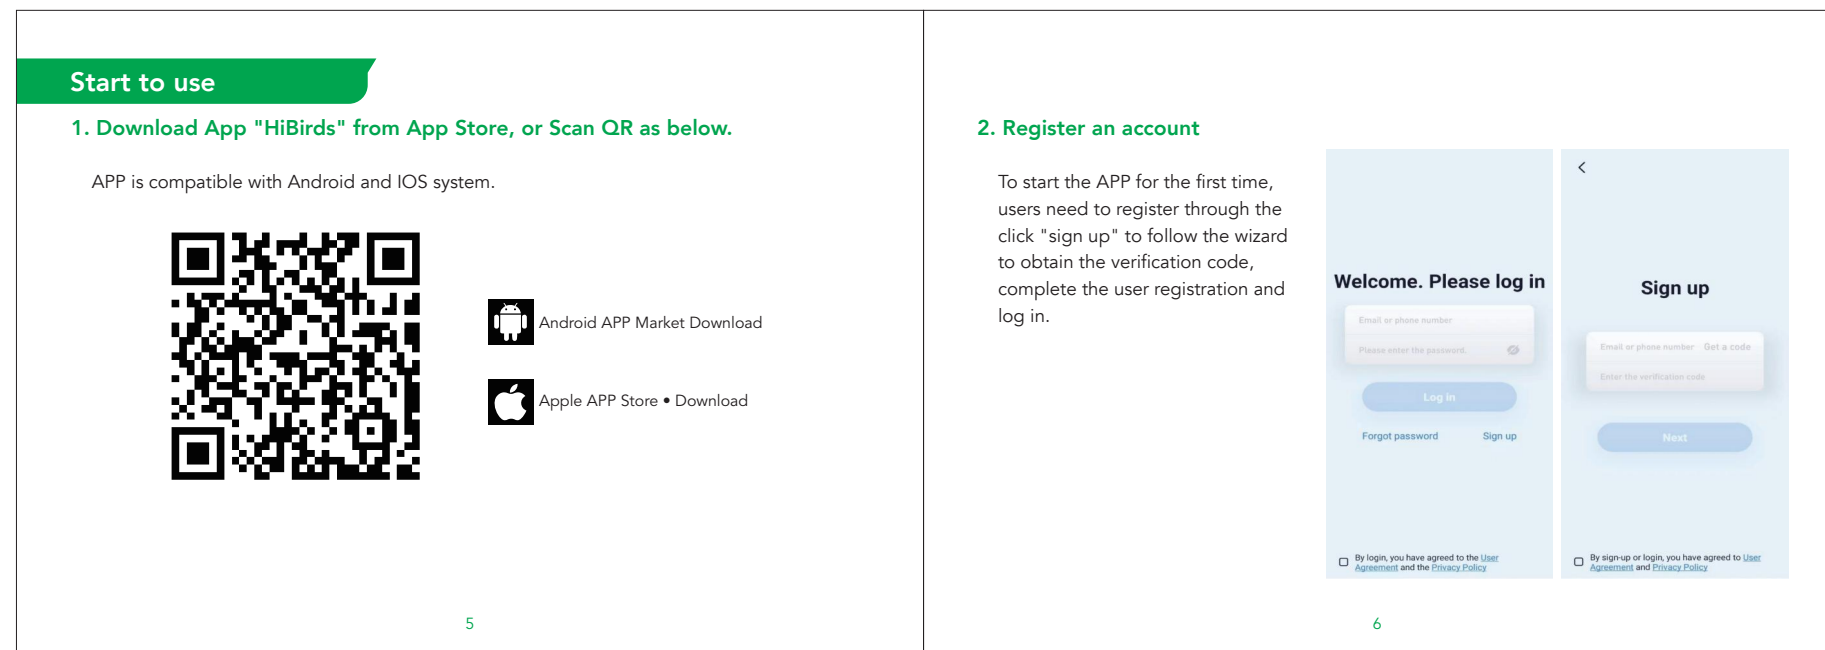 Start to use
1. Download App "HiBirds" from App Store, or Scan QR as below.
APP is compatible with Android and IOS system.
Android APP Market Download
Apple APP Store • Download
5
2. Register an account
To start the APP for the first time,
users need to register through the
click "sign up" to follow the wizard
to obtain the verification code,
complete the user registration and
log in.
Welcome. Please log in
Email or phone number
Please enter the password.
Log in
Forgot password Sign up
By login, you have agreed to the User
Agreement and the Privacy Policy
Sign up
Email or phone number Get a code
Enter the verification code
Next
By sign-up or login, you have agreed to User
Agreement and Privacy Policy
6